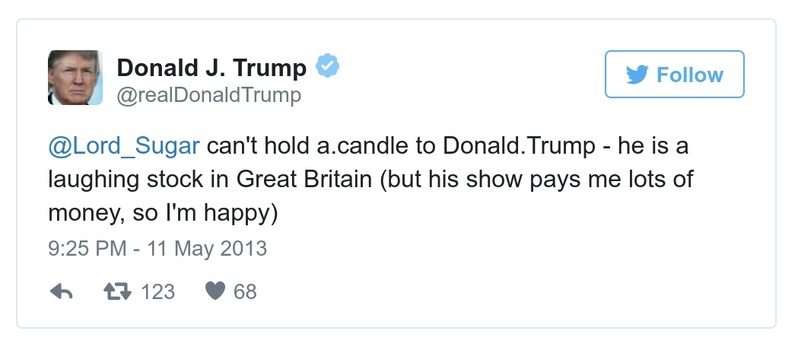 Donald J. Trump
@realDonaldTrump
Follow
@Lord_Sugar can't hold a.candle to Donald.Trump - he is a
laughing stock in Great Britain (but his show pays me lots of
money, so I'm happy)
9:25 PM - 11 May 2013
123 68